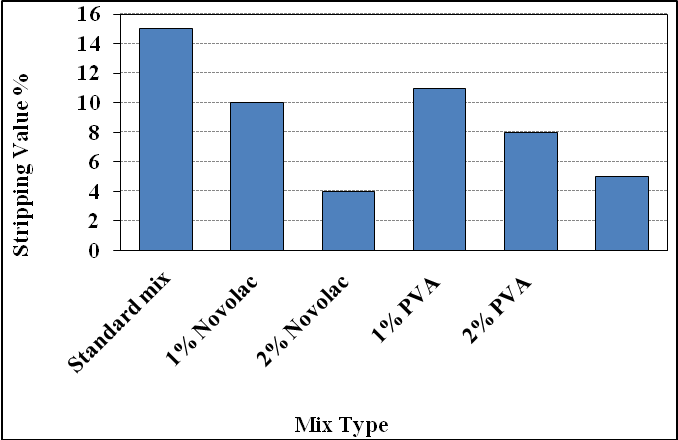 16
14
12
10
8
6
4
2
0
Stripping Value %
Standard mix
1% Novolac
2% Novolac
1% PVA
2% PVA
Mix Type